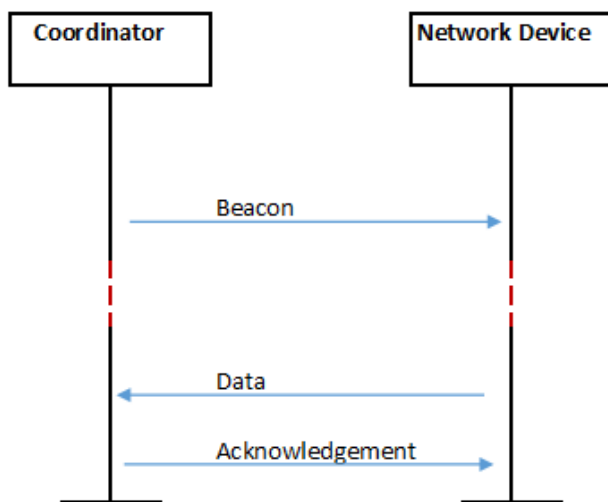 Coordinator
Network Device
Beacon
Data
Acknowledgement